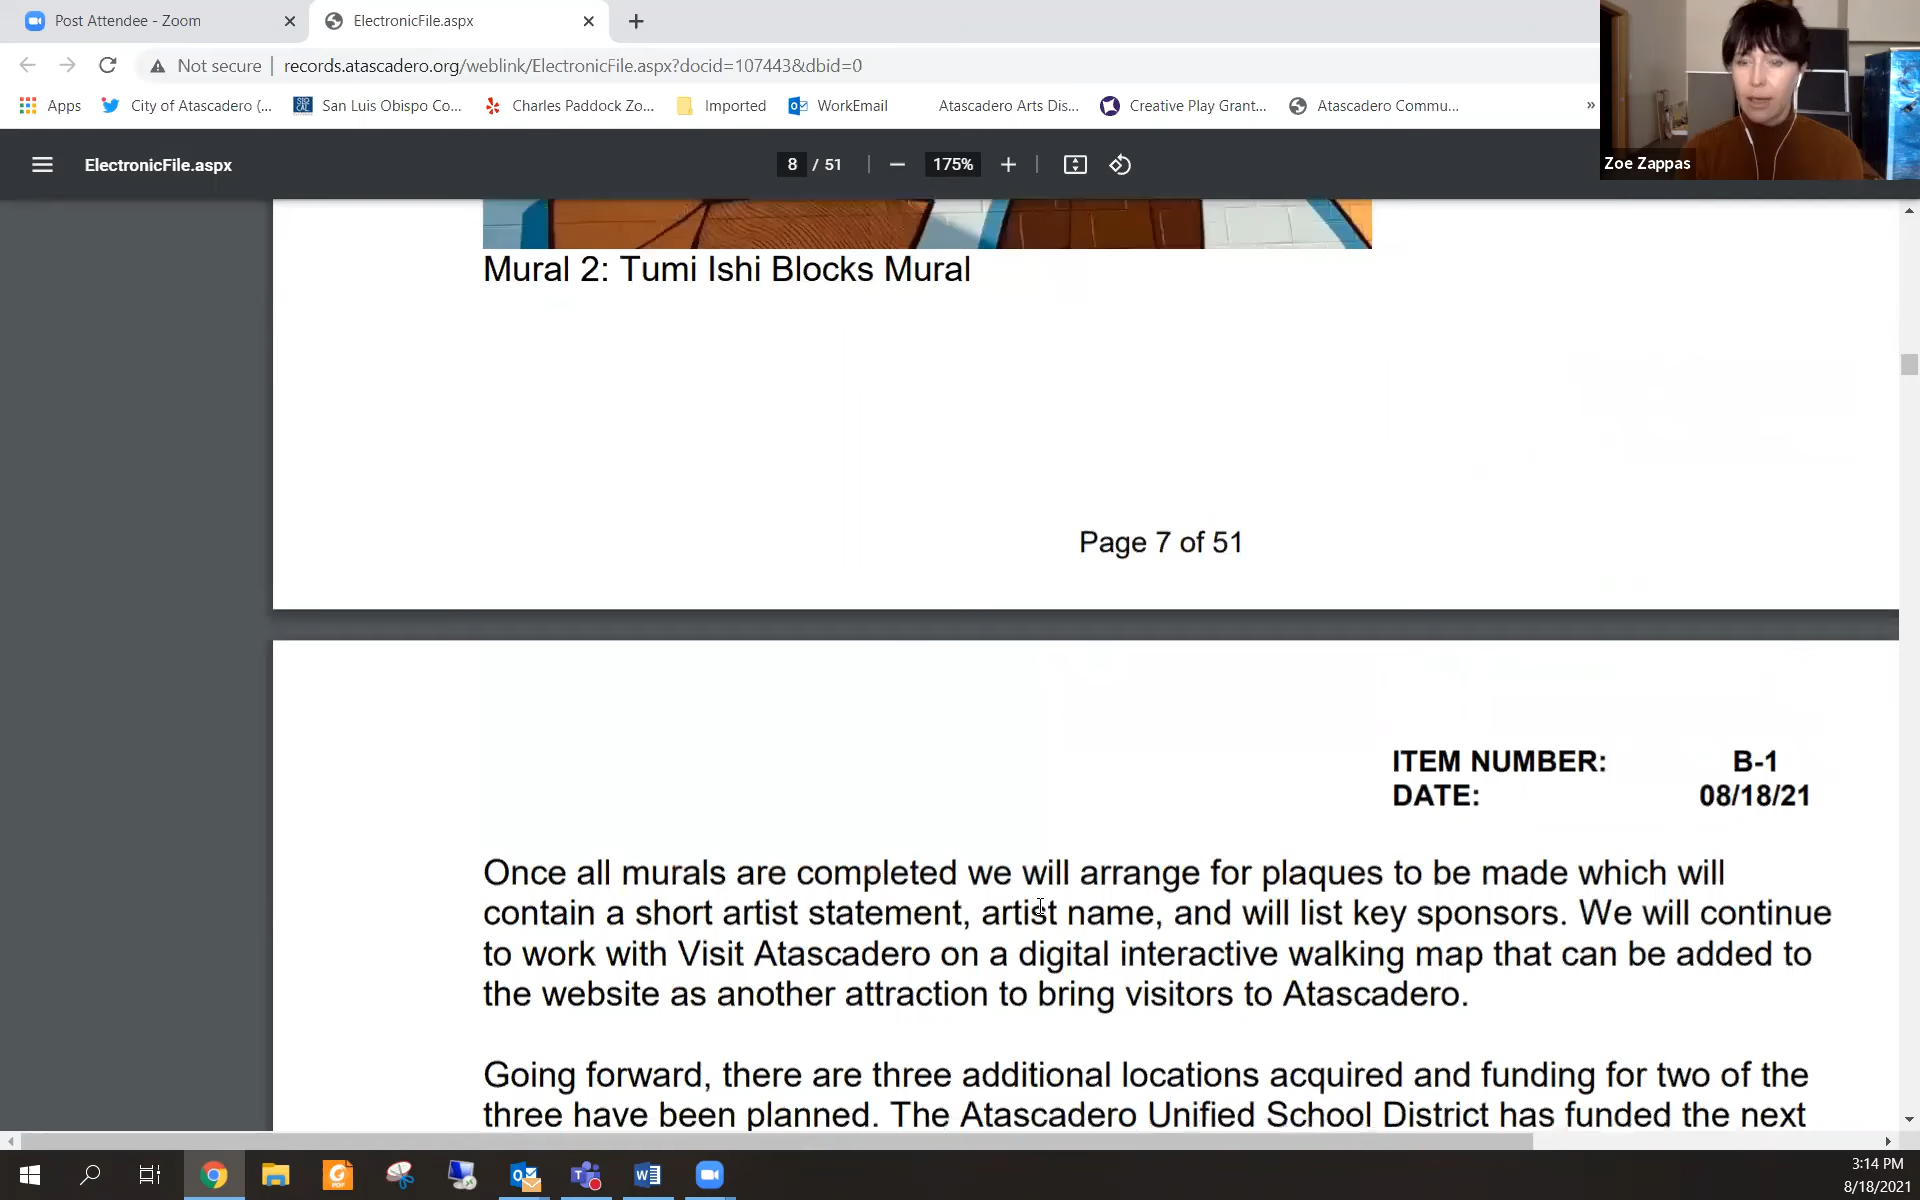 Post Attendee - Zoom
ElectronicFile.aspx
Not secure
records.atascadero.org/weblink/ElectronicFile.aspx?docid=107443&dbid=0
Apps
City of Atascadero (...
San Luis Obispo Co...
Charles Paddock Zo...
Imported
WorkEmail
Atascadero Arts Dis...
Creative Play Grant...
Atascadero Commu...
»
Zoe Zappas
ElectronicFile.aspx
8 / 51
175%
Mural 2: Tumi Ishi Blocks Mural
Page 7 of 51
ITEM NUMBER: B-1
DATE: 08/18/21
Once all murals are completed we will arrange for plaques to be made which will
contain a short artist statement, artist name, and will list key sponsors. We will continue
to work with Visit Atascadero on a digital interactive walking map that can be added to
the website as another attraction to bring visitors to Atascadero.
Going forward, there are three additional locations acquired and funding for two of the
three have been planned. The Atascadero Unified School District has funded the next
3:14 PM
8/18/2021